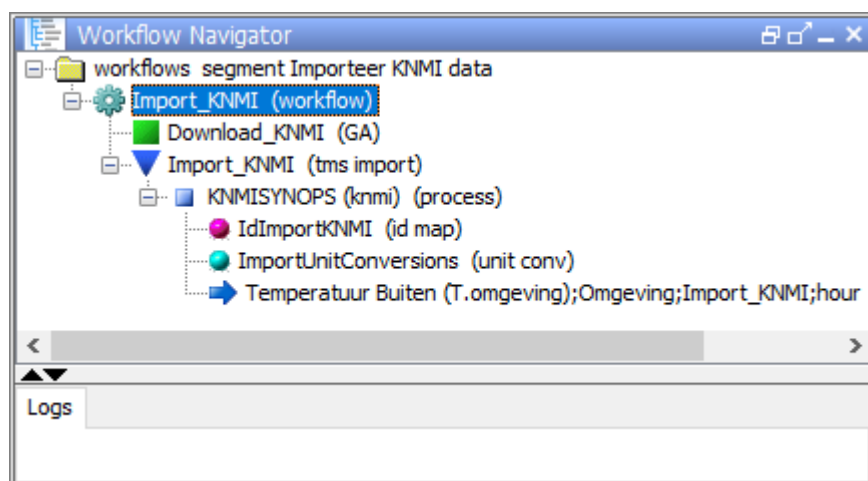 Workflow Navigator
workflows segment Importeer KNMI data
Import_KNMI (workflow)
Download_KNMI (GA)
Import_KNMI (tms import)
KNMISYNOPS (knmi) (process)
IdImportKNMI (id map)
ImportUnitConversions (unit conv)
Temperatuur Buiten (T.omgeving);Omgeving;Import_KNMI;hour
Logs